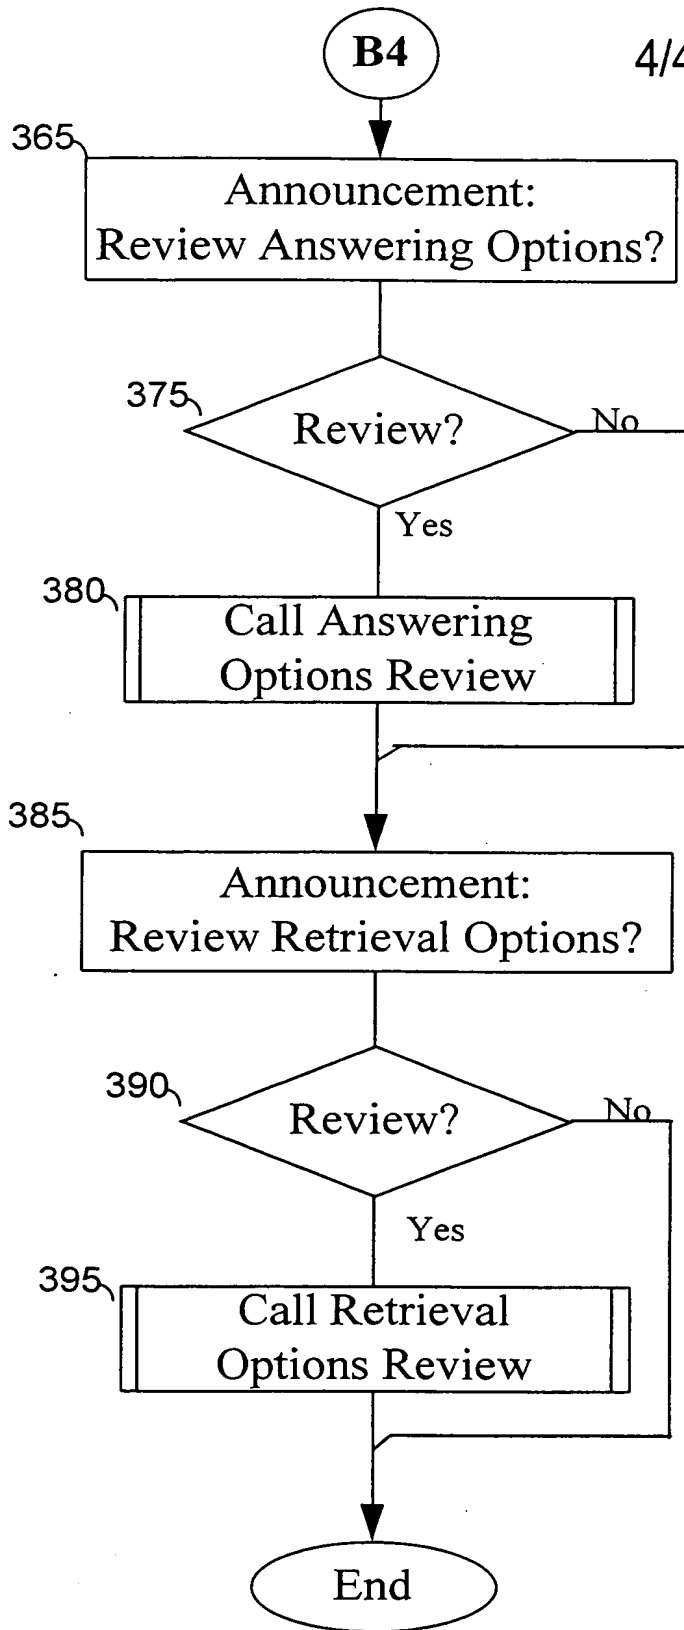 B4
4/4
365
Announcement:
Review Answering Options?
375
Review?
No
Yes
380
Call Answering
Options Review
385
Announcement:
Review Retrieval Options?
390
Review?
No
Yes
395
Call Retrieval
Options Review
End